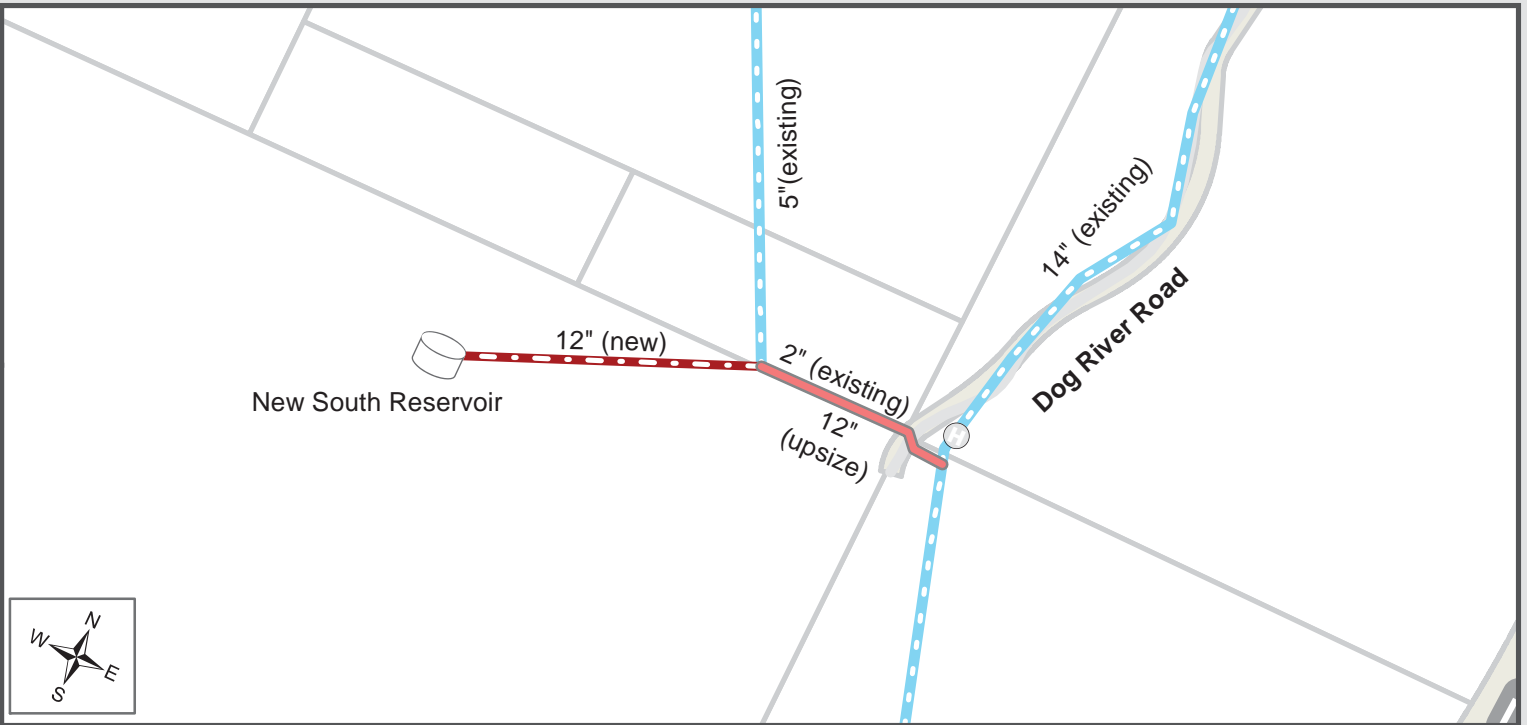 5"(existing)
14" (existing)
Dog River Road
12" (new)
2" (existing)
12"
(upsize)
New South Reservoir
H
N
W
E
S